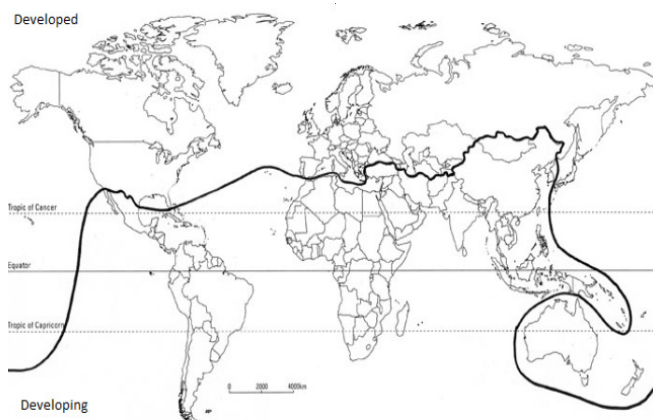 Developed
Tropic of Cancer
Equator
Tropic of Capricorn
0 2000 4000km
Developing